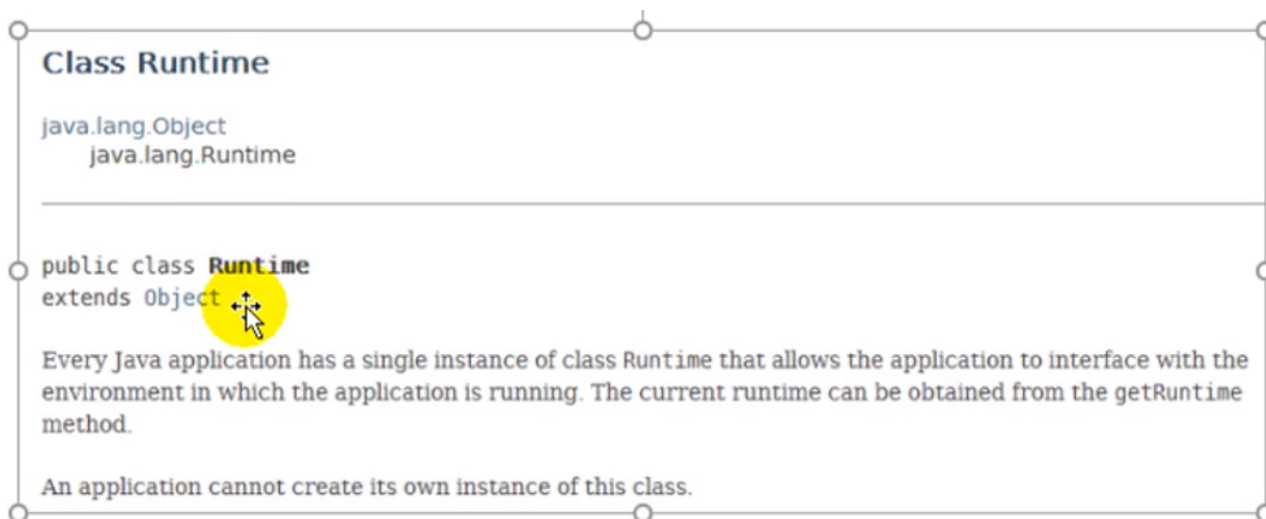 Class Runtime
java.lang.Object
java.lang.Runtime
public class Runtime
extends Object
Every Java application has a single instance of class Runtime that allows the application to interface with the
environment in which the application is running. The current runtime can be obtained from the getRuntime
method.
An application cannot create its own instance of this class.